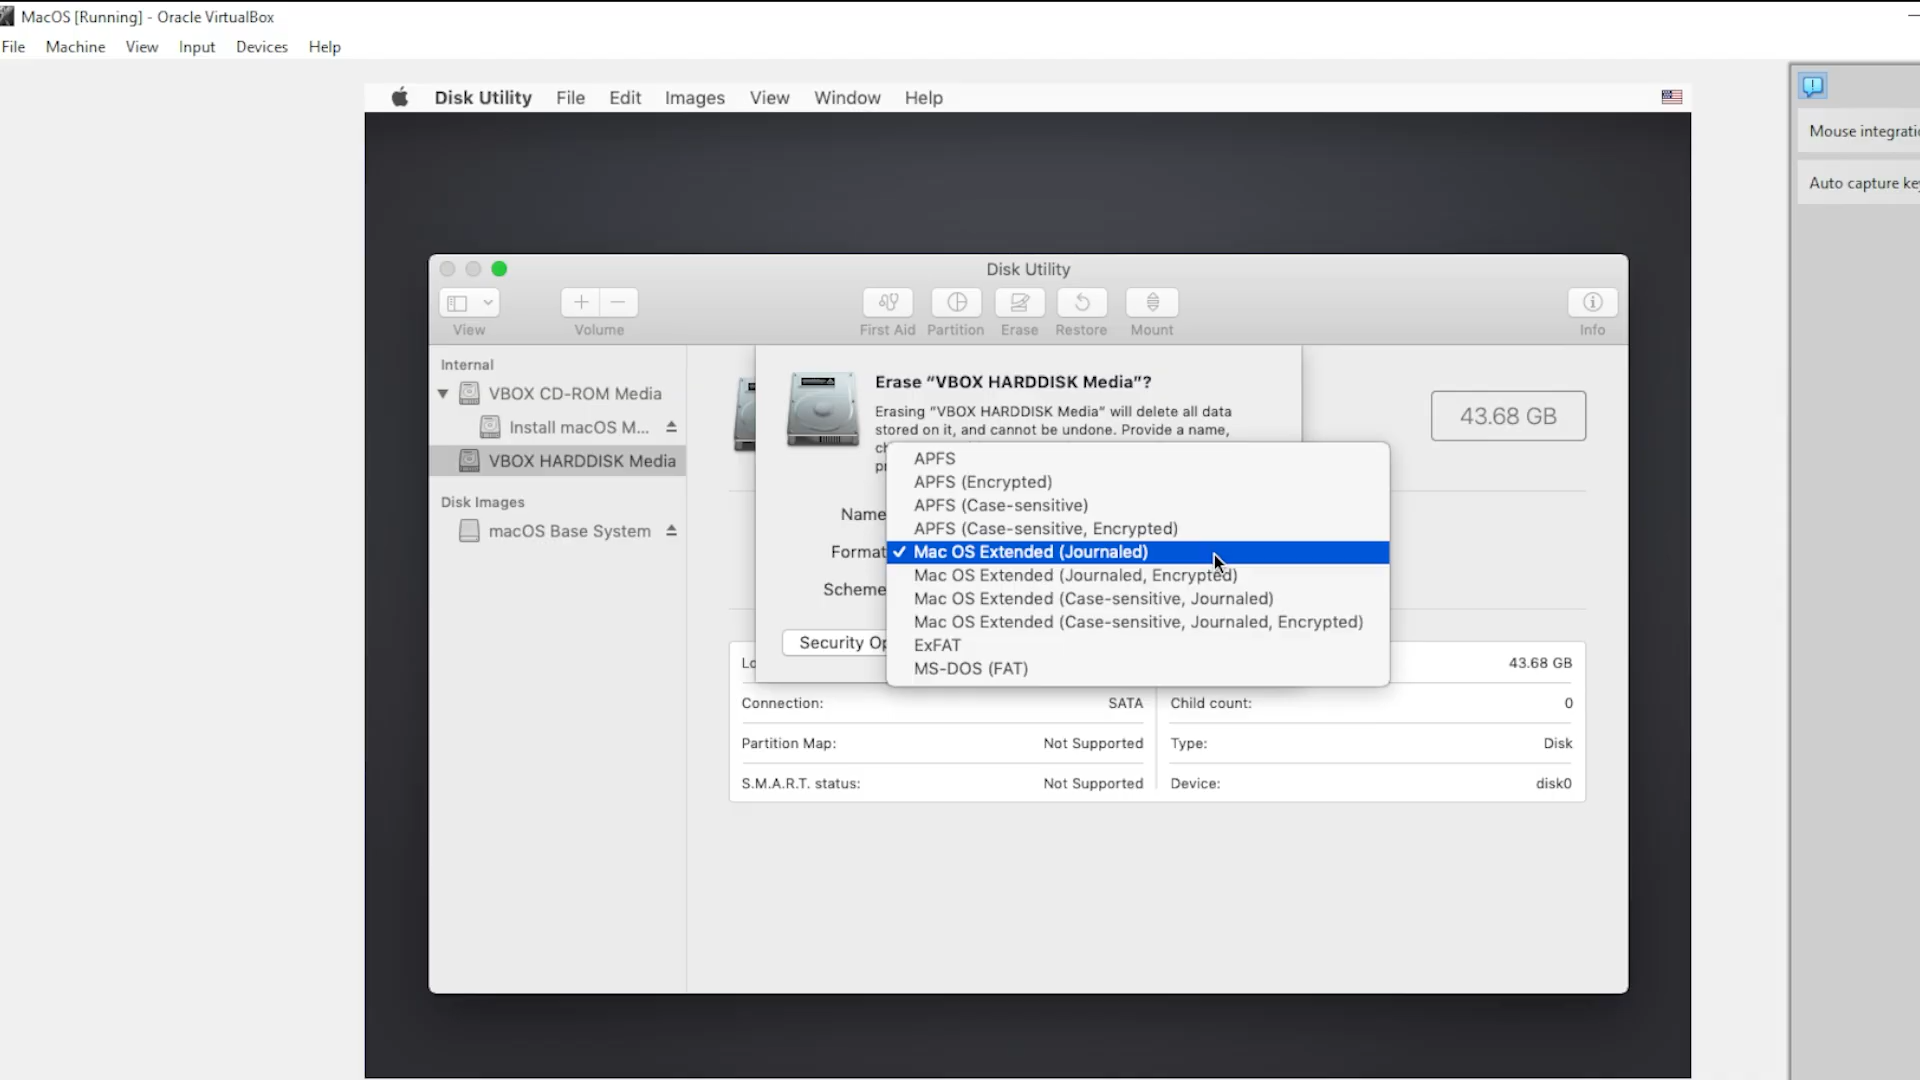 MacOS [Running] - Oracle VirtualBox
File Machine View Input Devices Help
Disk Utility File Edit Images View Window Help
Mouse integratio
Auto capture key
Disk Utility
View Volume First Aid Partition Erase Restore Mount Info
Internal
VBOX CD-ROM Media
Install macOS M...
VBOX HARDDISK Media
Disk Images
macOS Base System
Erase “VBOX HARDDISK Media”?
Erasing “VBOX HARDDISK Media” will delete all data
stored on it, and cannot be undone. Provide a name,
43.68 GB
Name
Format
Scheme
APFS
APFS (Encrypted)
APFS (Case-sensitive)
APFS (Case-sensitive, Encrypted)
✓ Mac OS Extended (Journaled)
Mac OS Extended (Journaled, Encrypted)
Mac OS Extended (Case-sensitive, Journaled)
Mac OS Extended (Case-sensitive, Journaled, Encrypted)
ExFAT
MS-DOS (FAT)
Security Op
Lo
43.68 GB
Connection: SATA
Child count: 0
Partition Map: Not Supported
Type: Disk
S.M.A.R.T. status: Not Supported
Device: disk0